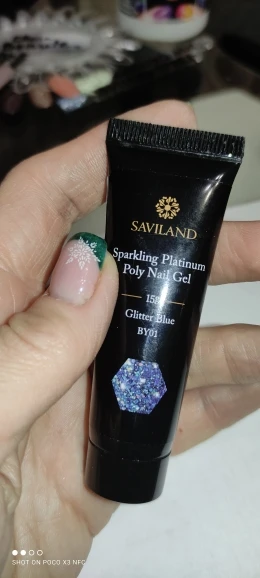 SAVILAND
Sparkling Platinum
Poly Nail Gel
15g
Glitter Blue
BY01
SHOT ON POCO X3 NFC